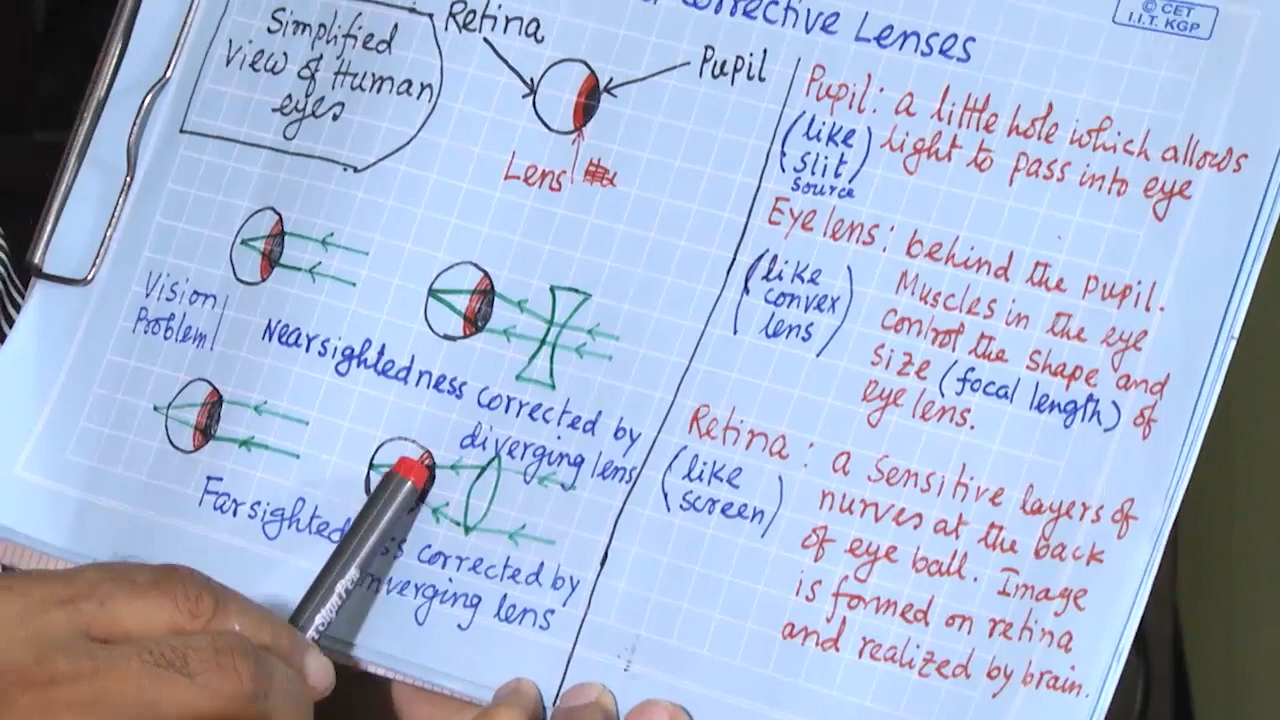 Corrective Lenses
© CET
I.I.T. KGP
Simplified
View of Human
eyes
Retina
Pupil
Lens
Vision
Problem!
Nearsightedness corrected by
diverging lens
Farsighted
corrected by
lens
Pupil: a little hole which allows
(like
slit
source)
light to pass into eye
Eye lens: behind the pupil.
(like
convex
lens)
Muscles in the eye
control the shape and
size (focal length) of
eye lens.
Retina: a sensitive layers of
(like
screen)
nurves at the back
of eye ball. Image
is formed on retina
and realized by brain.